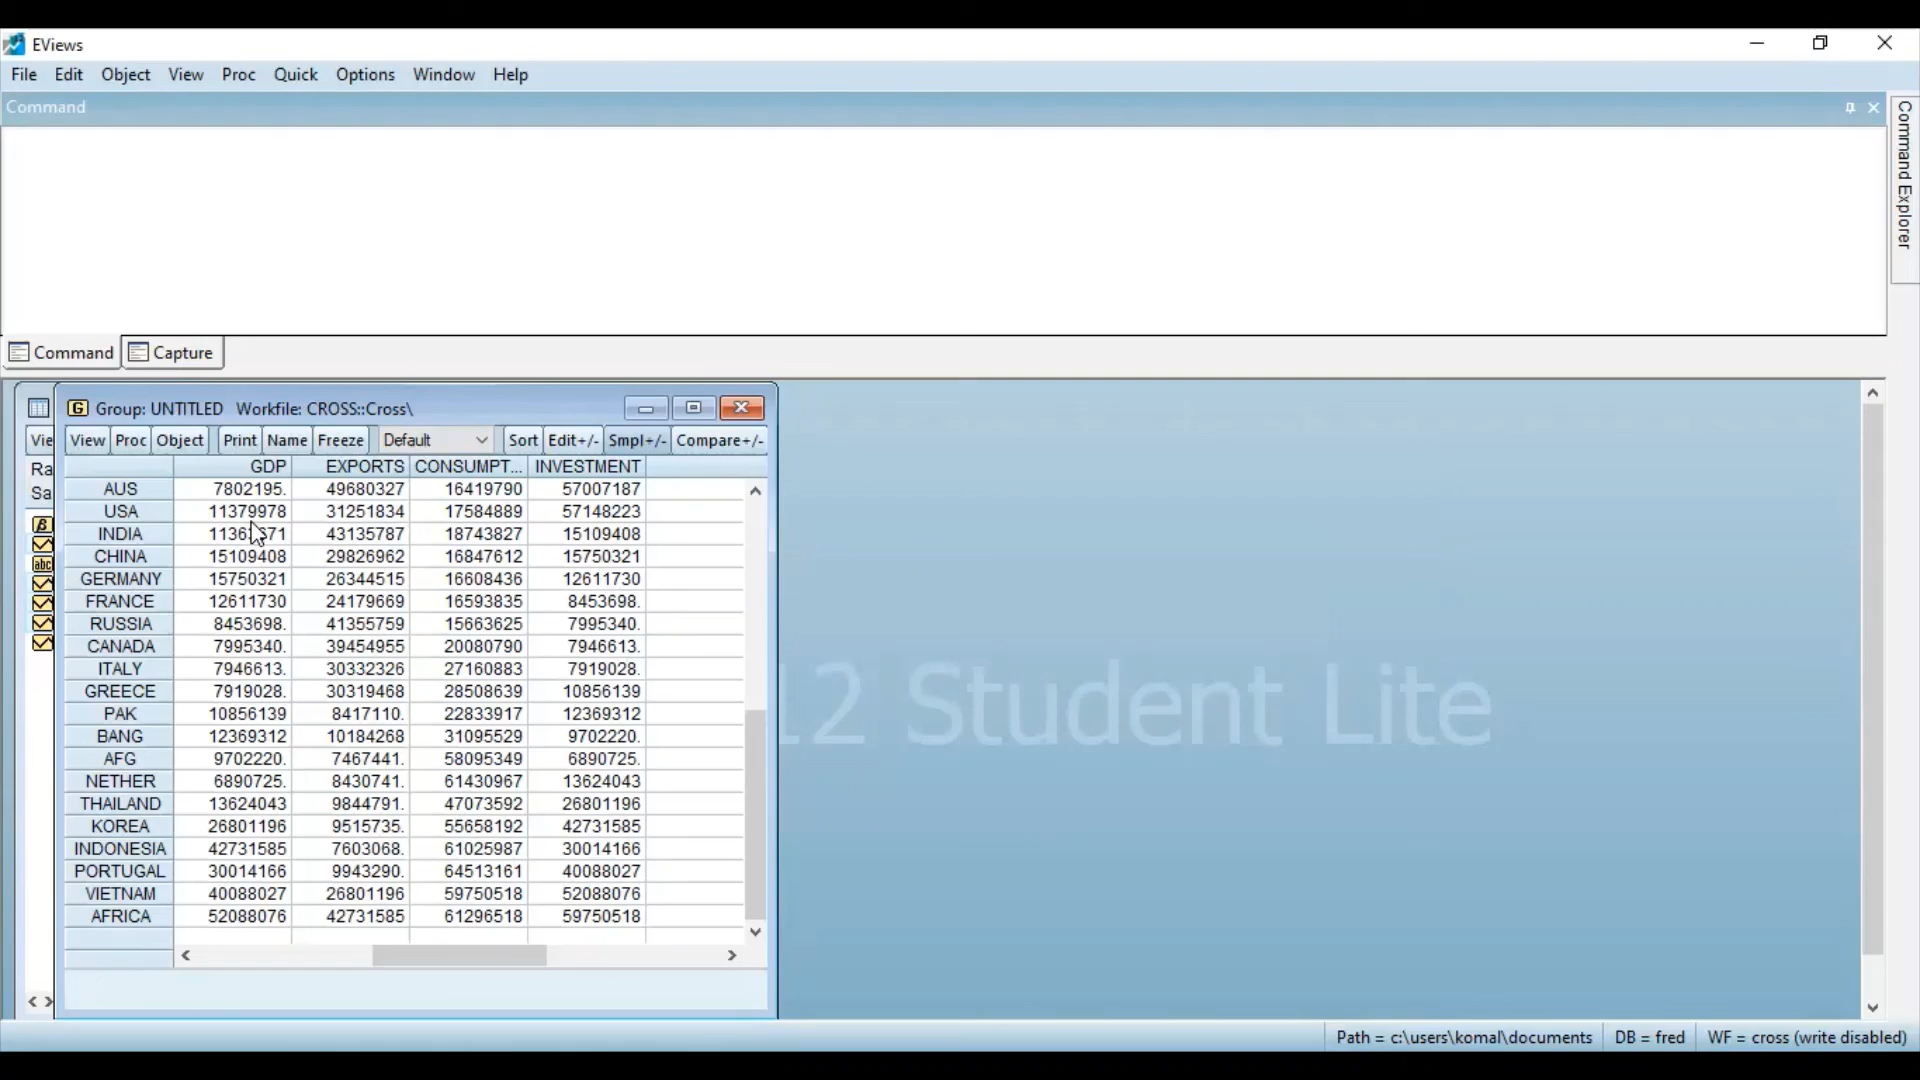 EViews
File Edit Object View Proc Quick Options Window Help
Command
Command Explorer
Command Capture
Group: UNTITLED Workfile: CROSS::Cross\
Vie View Proc Object Print Name Freeze Default Sort Edit+/- Smpl+/- Compare+/-
Ra GDP EXPORTS CONSUMPT... INVESTMENT
Sa AUS 7802195. 49680327 16419790 57007187
USA 11379978 31251834 17584889 57148223
INDIA 43135787 18743827 15109408
CHINA 15109408 29826962 16847612 15750321
abc
GERMANY 15750321 26344515 16608436 12611730
FRANCE 12611730 24179669 16593835 8453698.
RUSSIA 8453698. 41355759 15663625 7995340.
CANADA 7995340. 39454955 20080790 7946613.
ITALY 7946613. 30332326 27160883 7919028.
GREECE 7919028. 30319468 28508639 10856139
PAK 10856139 8417110. 22833917 12369312
BANG 12369312 10184268 31095529 9702220.
AFG 9702220. 7467441. 58095349 6890725.
NETHER 6890725. 8430741. 61430967 13624043
THAILAND 13624043 9844791. 47073592 26801196
KOREA 26801196 9515735. 55658192 42731585
INDONESIA 42731585 7603068. 61025987 30014166
PORTUGAL 30014166 9943290. 64513161 40088027
VIETNAM 40088027 26801196 59750518 52088076
AFRICA 52088076 42731585 61296518 59750518
12 Student Lite
Path = c:\users\komal\documents DB = fred WF = cross (write disabled)